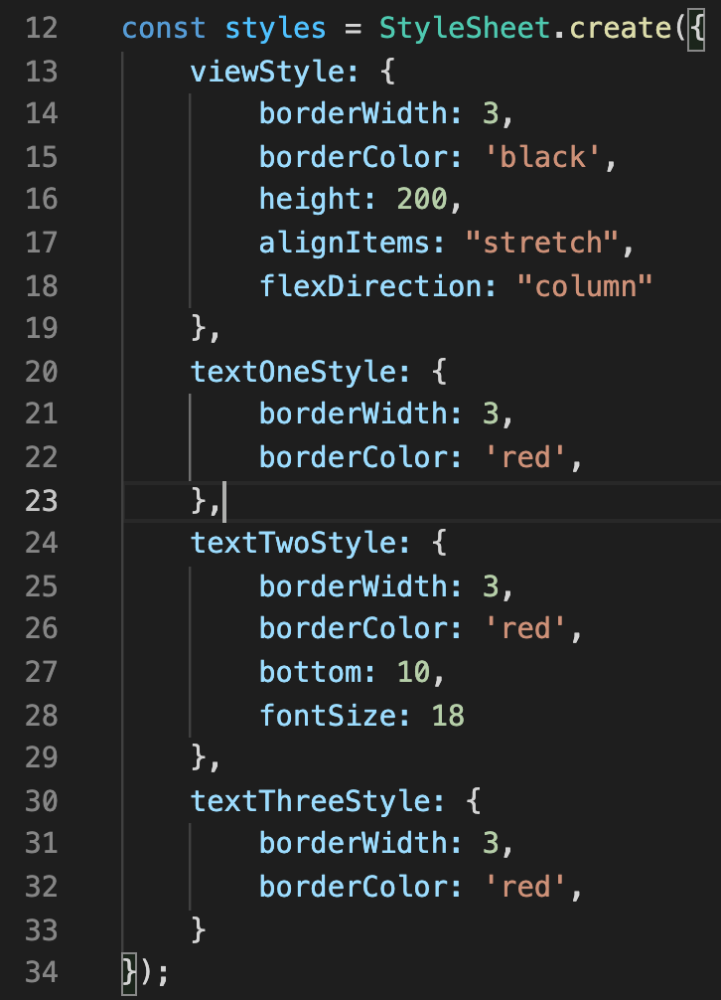 12 const styles = StyleSheet.create({
13 viewStyle: {
14 borderWidth: 3,
15 borderColor: 'black',
16 height: 200,
17 alignItems: "stretch",
18 flexDirection: "column"
19 },
20 textOneStyle: {
21 borderWidth: 3,
22 borderColor: 'red',
23 },
24 textTwoStyle: {
25 borderWidth: 3,
26 borderColor: 'red',
27 bottom: 10,
28 fontSize: 18
29 },
30 textThreeStyle: {
31 borderWidth: 3,
32 borderColor: 'red',
33 }
34 });